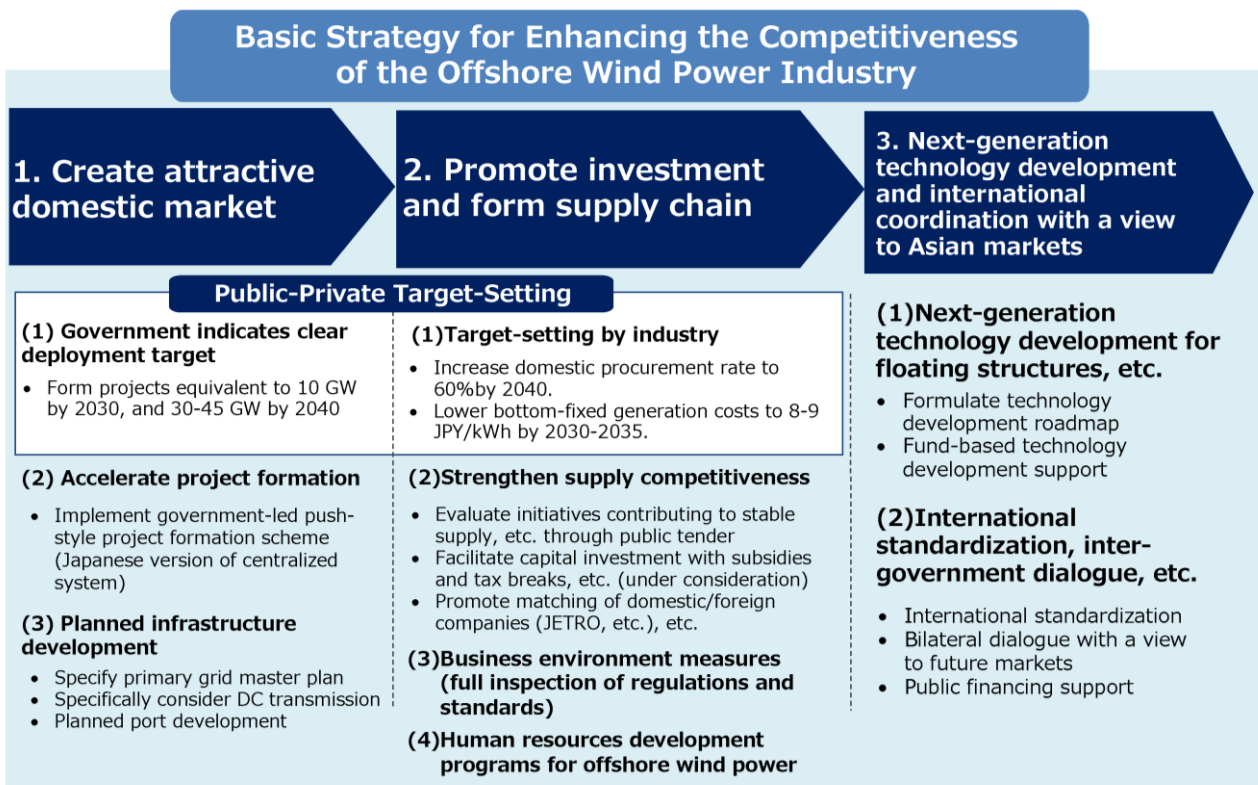 Basic Strategy for Enhancing the Competitiveness
of the Offshore Wind Power Industry
1. Create attractive
domestic market
2. Promote investment
and form supply chain
3. Next-generation
technology development
and international
coordination with a view
to Asian markets
Public-Private Target-Setting
(1) Government indicates clear
deployment target
• Form projects equivalent to 10 GW
by 2030, and 30-45 GW by 2040
(2) Accelerate project formation
• Implement government-led push-
style project formation scheme
(Japanese version of centralized
system)
(3) Planned infrastructure
development
• Specify primary grid master plan
• Specifically consider DC transmission
• Planned port development
(1)Target-setting by industry
• Increase domestic procurement rate to
60%by 2040.
• Lower bottom-fixed generation costs to 8-9
JPY/kWh by 2030-2035.
(2)Strengthen supply competitiveness
• Evaluate initiatives contributing to stable
supply, etc. through public tender
• Facilitate capital investment with subsidies
and tax breaks, etc. (under consideration)
• Promote matching of domestic/foreign
companies (JETRO, etc.), etc.
(3)Business environment measures
(full inspection of regulations and
standards)
(4)Human resources development
programs for offshore wind power
(1)Next-generation
technology development for
floating structures, etc.
• Formulate technology
development roadmap
• Fund-based technology
development support
(2)International
standardization, inter-
government dialogue, etc.
• International standardization
• Bilateral dialogue with a view
to future markets
• Public financing support